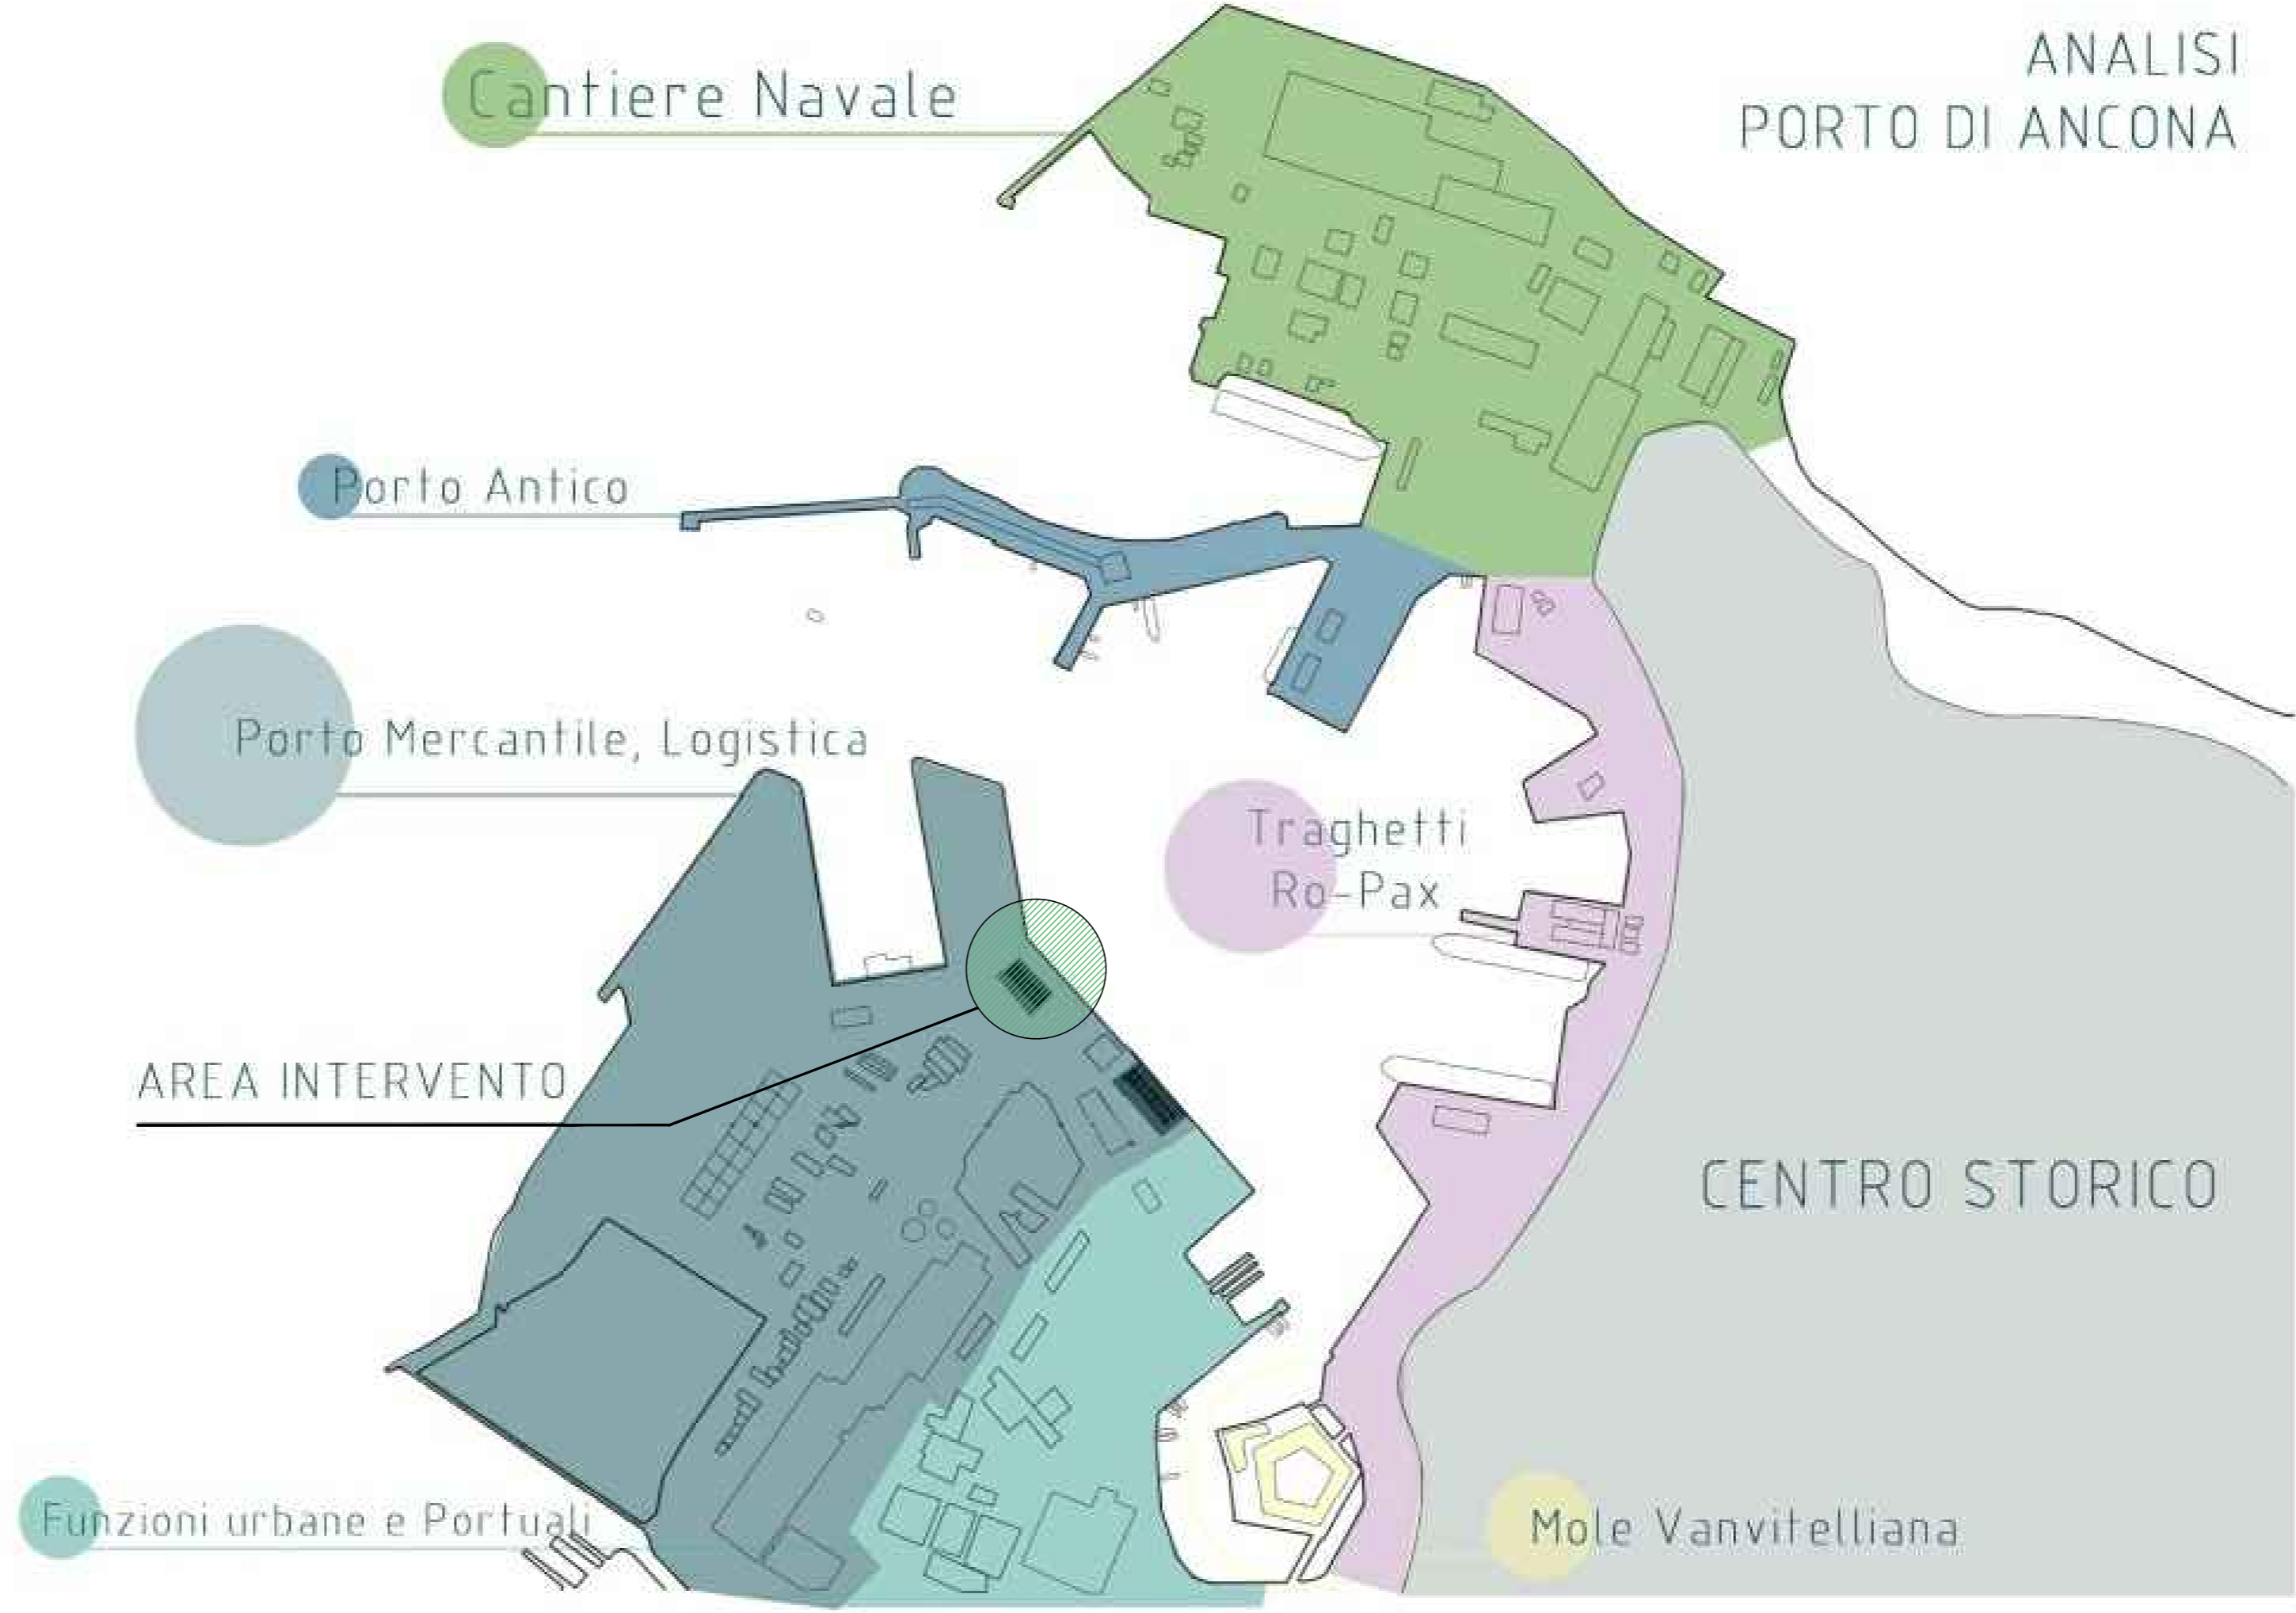 ANALISI
PORTO DI ANCONA
Cantiere Navale
Porto Antico
Porto Mercantile, Logistica
Traghetti
Ro-Pax
AREA INTERVENTO
CENTRO STORICO
Funzioni urbane e Portuali
Mole Vanvitelliana